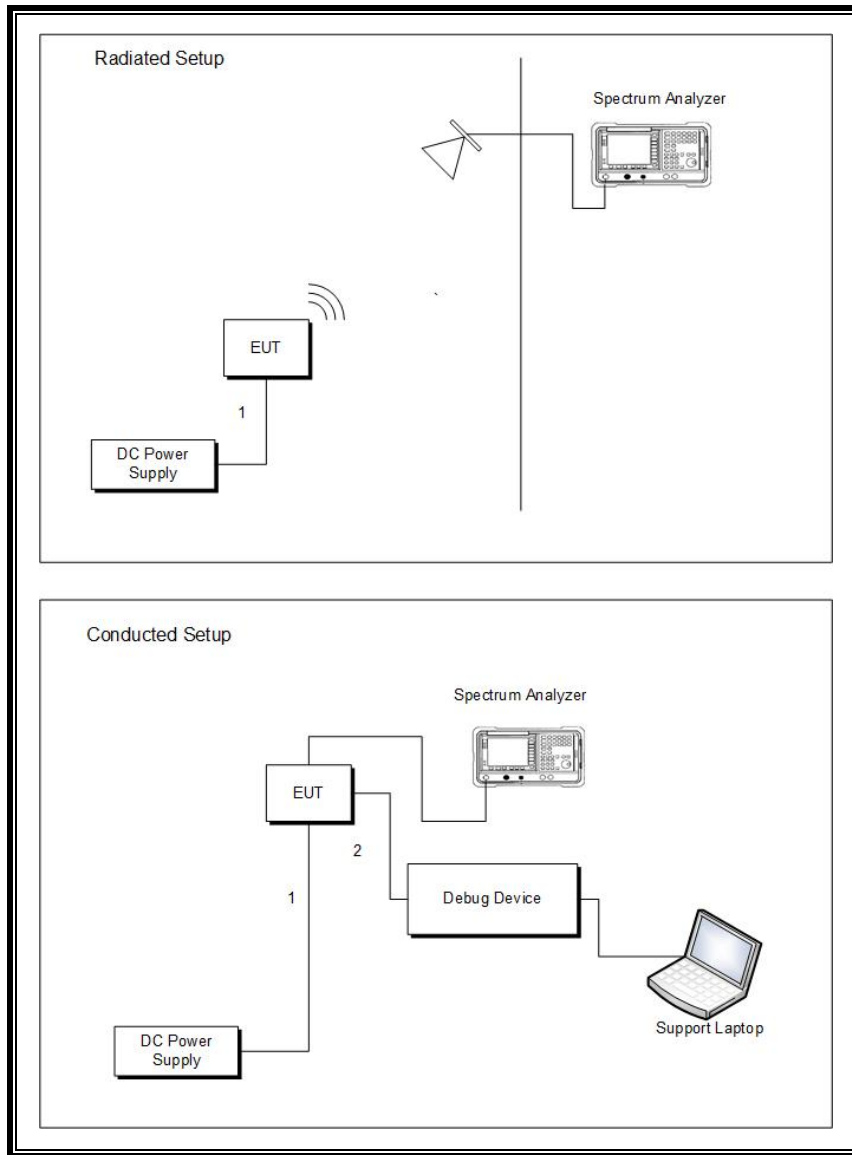 Radiated Setup
Spectrum Analyzer
EUT
1
DC Power
Supply
Conducted Setup
Spectrum Analyzer
EUT
2
1
Debug Device
Support Laptop
DC Power
Supply